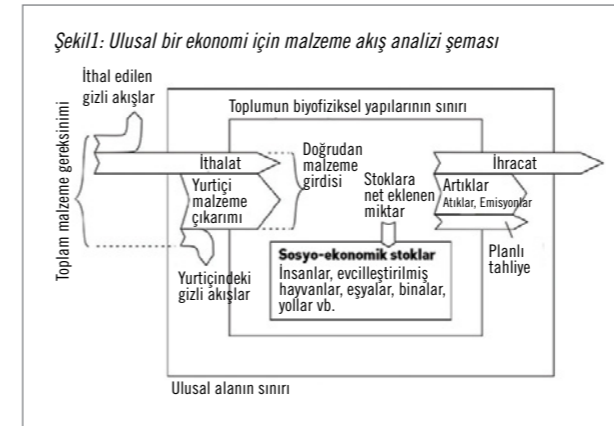 Şekil1: Ulusal bir ekonomi için malzeme akış analizi şeması
İthal edilen
gizli akışlar
Toplumun biyofiziksel yapılarının sınırı
Toplam malzeme gereksinimi
İthalat
Yurtiçi
malzeme
çıkarımı
Doğrudan
malzeme
girdisi
Stoklara
net eklenen
miktar
İhracat
Artıklar
Atıklar, Emisyonlar
Planlı
tahliye
Yurtiçindeki
gizli akışlar
Sosyo-ekonomik stoklar
İnsanlar, evcilleştirilmiş
hayvanlar, eşyalar, binalar,
yollar vb.
Ulusal alanın sınırı